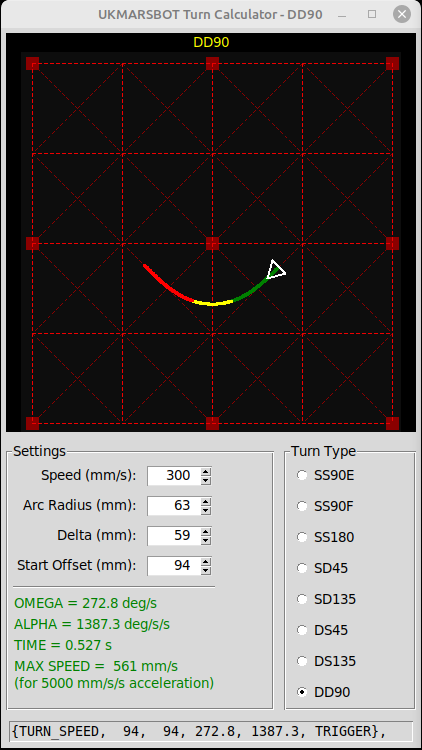 UKMARSBOT Turn Calculator - DD90
DD90
Settings
Speed (mm/s): 300
Arc Radius (mm): 63
Delta (mm): 59
Start Offset (mm): 94
OMEGA = 272.8 deg/s
ALPHA = 1387.3 deg/s/s
TIME = 0.527 s
MAX SPEED =  561 mm/s
(for 5000 mm/s/s acceleration)
Turn Type
SS90E
SS90F
SS180
SD45
SD135
DS45
DS135
DD90
{TURN_SPEED,  94,  94, 272.8, 1387.3, TRIGGER},